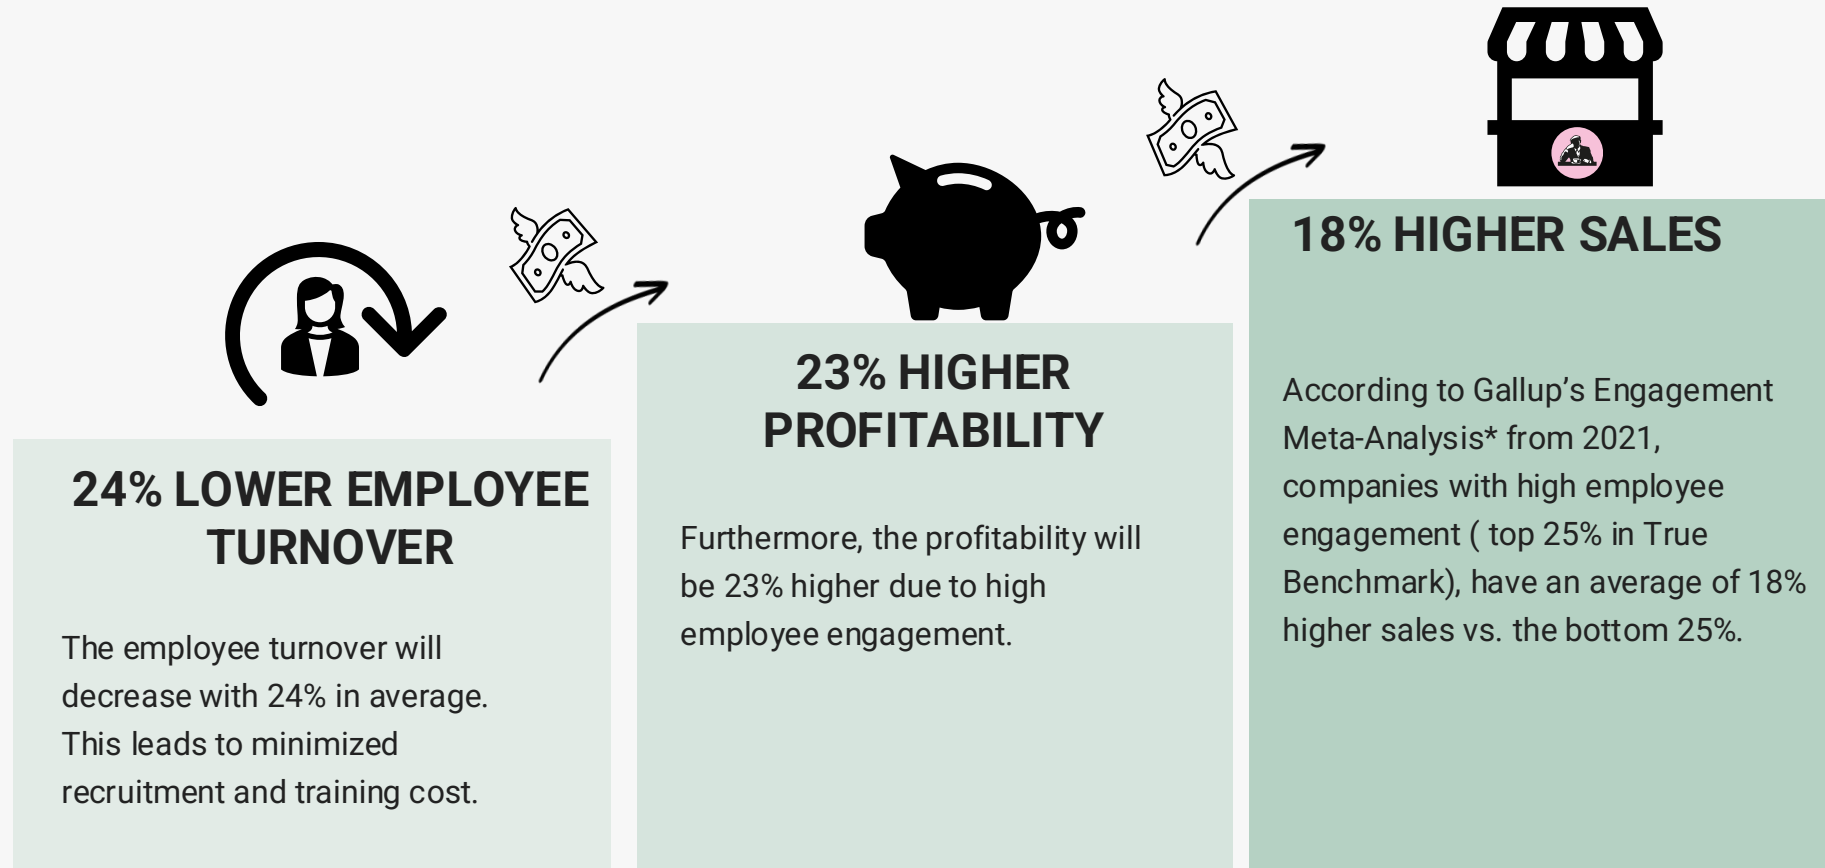 24% LOWER EMPLOYEE
TURNOVER
The employee turnover will
decrease with 24% in average.
This leads to minimized
recruitment and training cost.
23% HIGHER
PROFITABILITY
Furthermore, the profitability will
be 23% higher due to high
employee engagement.
18% HIGHER SALES
According to Gallup’s Engagement
Meta-Analysis* from 2021,
companies with high employee
engagement ( top 25% in True
Benchmark), have an average of 18%
higher sales vs. the bottom 25%.